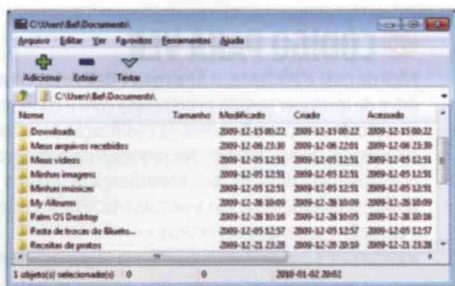 C:\Users\Bel\Documents\
Arquivo Editar Ver Favoritos Ferramentas Ajuda
Adicionar Extrair Testar
C:\Users\Bel\Documents\
Nome Tamanho Modificado Criado Acessado
Downloads 2009-12-15 00:22 2009-12-15 00:22 2009-12-15 00:22
Meus arquivos recebidos 2009-12-06 23:30 2009-12-06 22:01 2009-12-06 23:30
Meus vídeos 2009-12-05 12:51 2009-12-05 12:51 2009-12-05 12:51
Minhas imagens 2009-12-05 12:51 2009-12-05 12:51 2009-12-05 12:51
Minhas músicas 2009-12-05 12:51 2009-12-05 12:51 2009-12-05 12:51
My Albums 2009-12-28 10:09 2009-12-28 10:09 2009-12-28 10:09
Palm OS Desktop 2009-12-28 10:16 2009-12-28 10:05 2009-12-28 10:16
Pasta de trocas do Blueto... 2009-12-05 12:57 2009-12-05 12:57 2009-12-05 12:57
Receitas de pratos 2009-12-21 23:28 2009-12-20 20:10 2009-12-21 23:28
1 objeto(s) selecionado(s) 0 0 2010-01-02 20:02